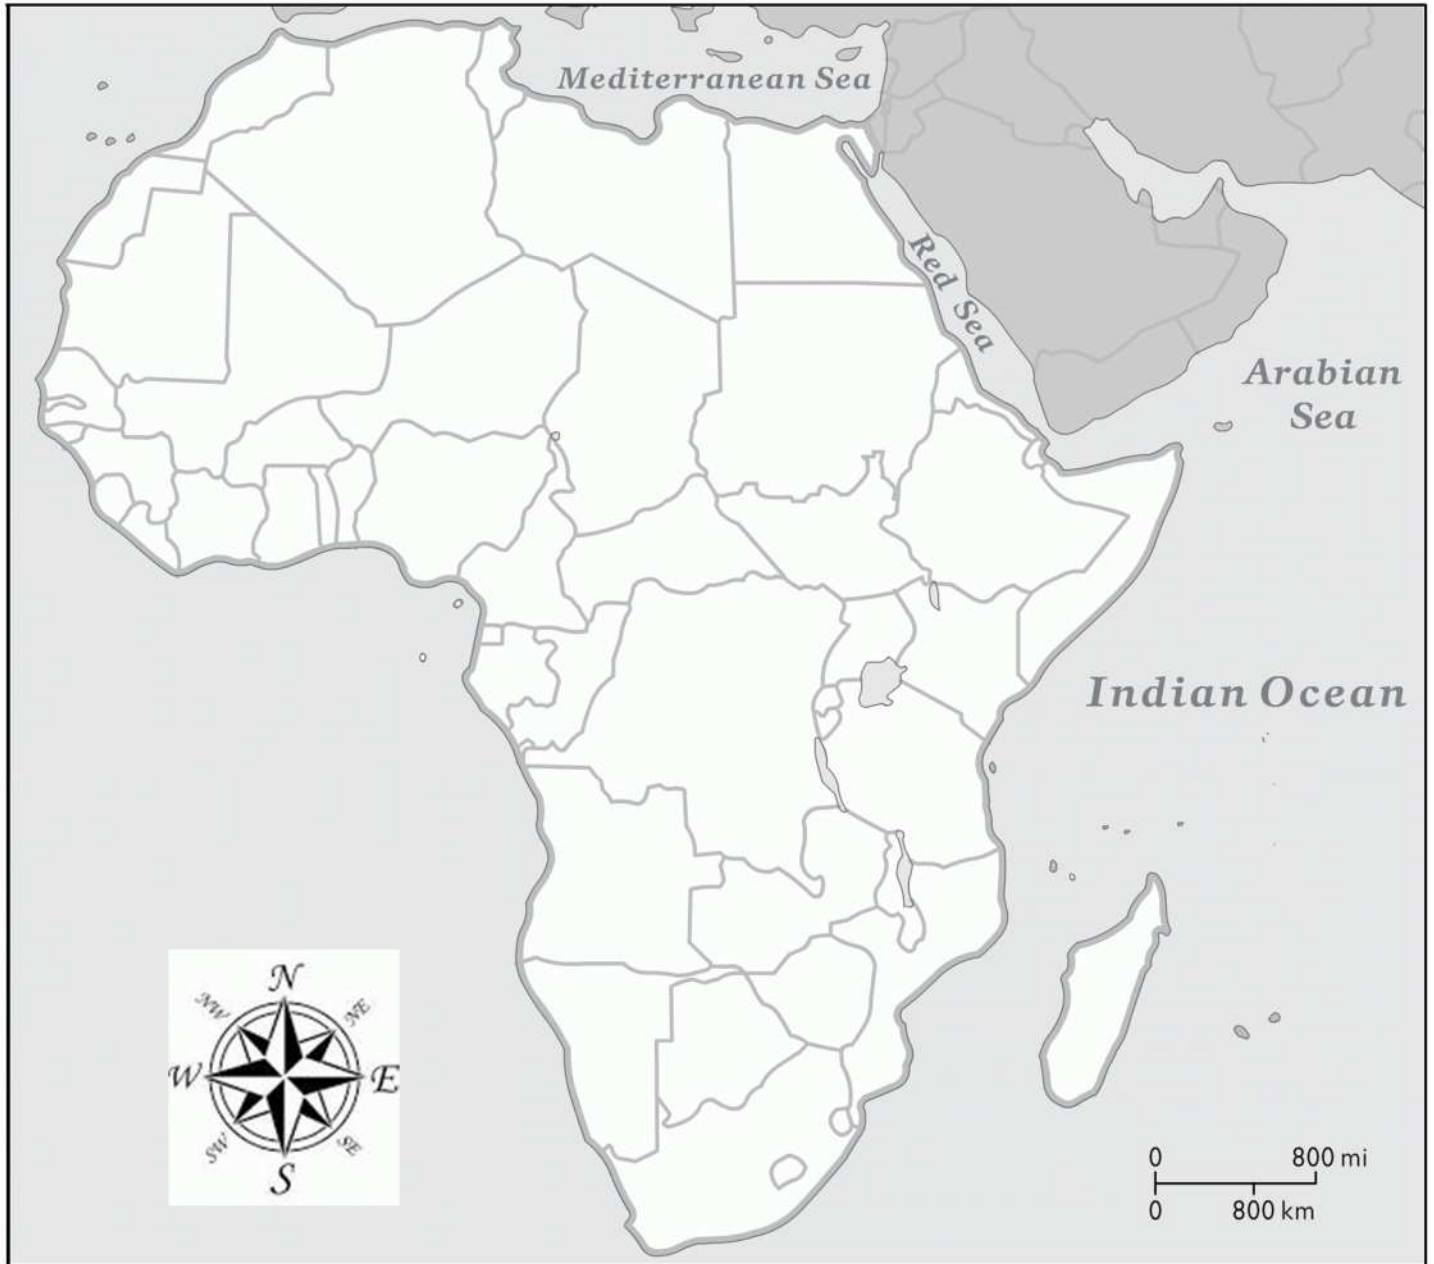 Mediterranean Sea
Red Sea
Arabian
Sea
Indian Ocean
N
NW
NE
W
E
SW
SE
S
0
800 mi
0
800 km